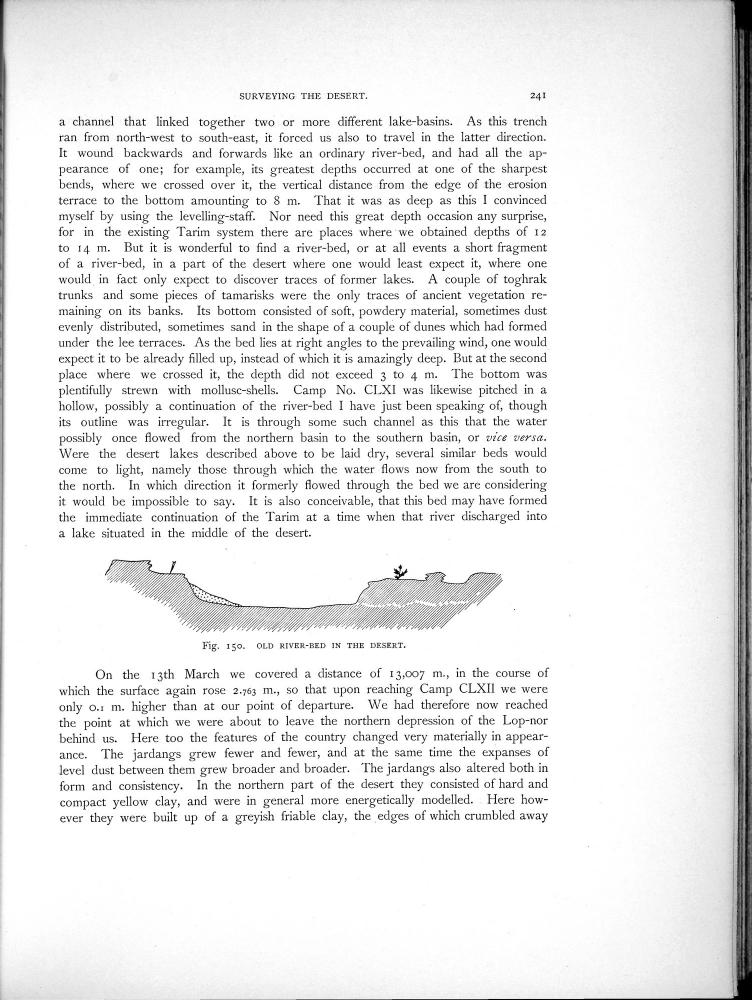 SURVEYING THE DESERT. 241
a channel that linked together two or more different lake-basins. As this trench
ran from north-west to south-east, it forced us also to travel in the latter direction.
It wound backwards and forwards like an ordinary river-bed, and had all the ap-
pearance of one; for example, its greatest depths occurred at one of the sharpest
bends, where we crossed over it, the vertical distance from the edge of the erosion
terrace to the bottom amounting to 8 m. That it was as deep as this I convinced
myself by using the levelling-staff. Nor need this great depth occasion any surprise,
for in the existing Tarim system there are places where we obtained depths of 12
to 14 m. But it is wonderful to find a river-bed, or at all events a short fragment
of a river-bed, in a part of the desert where one would least expect it, where one
would in fact only expect to discover traces of former lakes. A couple of toghrak
trunks and some pieces of tamarisks were the only traces of ancient vegetation re-
maining on its banks. Its bottom consisted of soft, powdery material, sometimes dust
evenly distributed, sometimes sand in the shape of a couple of dunes which had formed
under the lee terraces. As the bed lies at right angles to the prevailing wind, one would
expect it to be already filled up, instead of which it is amazingly deep. But at the second
place where we crossed it, the depth did not exceed 3 to 4 m. The bottom was
plentifully strewn with mollusc-shells. Camp No. CLXI was likewise pitched in a
hollow, possibly a continuation of the river-bed I have just been speaking of, though
its outline was irregular. It is through some such channel as this that the water
possibly once flowed from the northern basin to the southern basin, or vice versa.
Were the desert lakes described above to be laid dry, several similar beds would
come to light, namely those through which the water flows now from the south to
the north. In which direction it formerly flowed through the bed we are considering
it would be impossible to say. It is also conceivable, that this bed may have formed
the immediate continuation of the Tarim at a time when that river discharged into
a lake situated in the middle of the desert.
Fig. 150. OLD RIVER-BED IN THE DESERT.
On the 13th March we covered a distance of 13,007 m., in the course of
which the surface again rose 2.763 m., so that upon reaching Camp CLXII we were
only 0.1 m. higher than at our point of departure. We had therefore now reached
the point at which we were about to leave the northern depression of the Lop-nor
behind us. Here too the features of the country changed very materially in appear-
ance. The jardangs grew fewer and fewer, and at the same time the expanses of
level dust between them grew broader and broader. The jardangs also altered both in
form and consistency. In the northern part of the desert they consisted of hard and
compact yellow clay, and were in general more energetically modelled. Here how-
ever they were built up of a greyish friable clay, the edges of which crumbled away